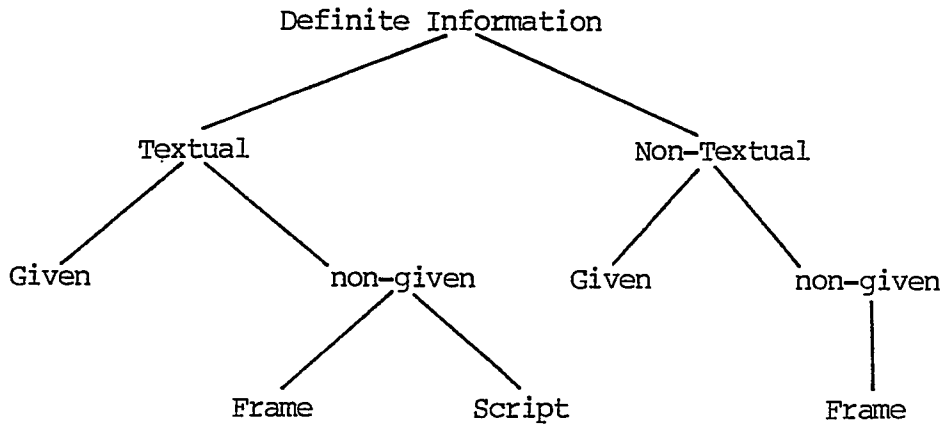 Definite Information
Textual Non-Textual
Given non-given Given non-given
Frame Script Frame